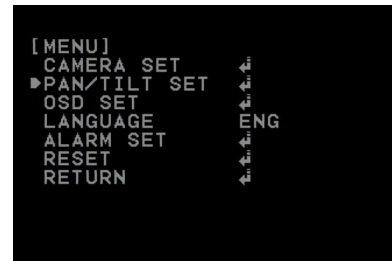 [MENU]
CAMERA SET ↲
▶PAN/TILT SET ↲
OSD SET ↲
LANGUAGE ENG
ALARM SET ↲
RESET ↲
RETURN ↲